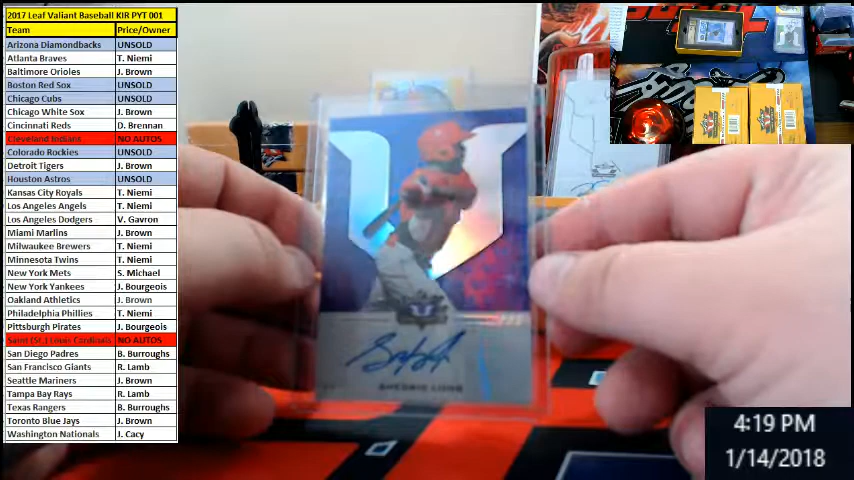 2017 Leaf Valiant Baseball KIR PYT 001
Team Price/Owner
Arizona Diamondbacks UNSOLD
Atlanta Braves T. Niemi
Baltimore Orioles J. Brown
Boston Red Sox UNSOLD
Chicago Cubs UNSOLD
Chicago White Sox J. Brown
Cincinnati Reds D. Brennan
Cleveland Indians NO AUTOS
Colorado Rockies UNSOLD
Detroit Tigers J. Brown
Houston Astros UNSOLD
Kansas City Royals T. Niemi
Los Angeles Angels T. Niemi
Los Angeles Dodgers V. Gavron
Miami Marlins J. Brown
Milwaukee Brewers T. Niemi
Minnesota Twins T. Niemi
New York Mets S. Michael
New York Yankees J. Bourgeois
Oakland Athletics J. Brown
Philadelphia Phillies T. Niemi
Pittsburgh Pirates J. Bourgeois
Saint (St.) Louis Cardinals NO AUTOS
San Diego Padres B. Burroughs
San Francisco Giants R. Lamb
Seattle Mariners J. Brown
Tampa Bay Rays R. Lamb
Texas Rangers B. Burroughs
Toronto Blue Jays J. Brown
Washington Nationals J. Cacy
4:19 PM
1/14/2018